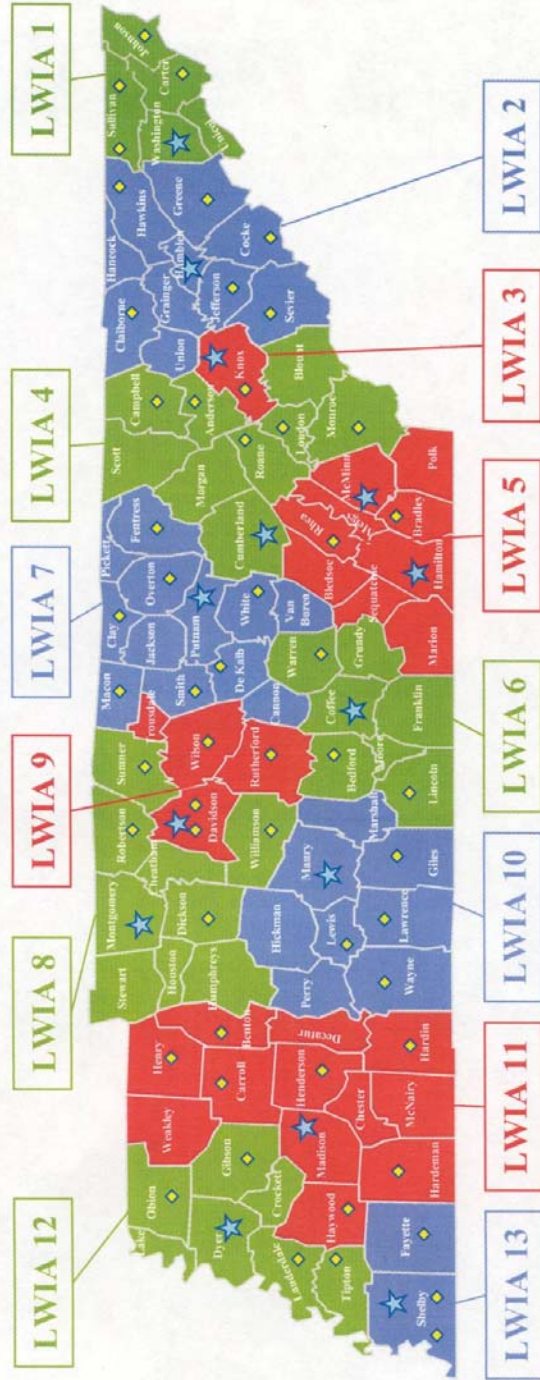 LWIA 12
LWIA 8
LWIA 9
LWIA 7
LWIA 4
LWIA 1
Lake
Obion
Weakley
Henry
Stewart
Montgomery
Robertson
Sumner
Macon
Clay
Pickett
Scott
Campbell
Claiborne
Hancock
Hawkins
Sullivan
Johnson
Dyer
Gibson
Carroll
Benton
Houston
Humphreys
Dickson
Cheatham
Davidson
Trousdale
Wilson
Smith
Jackson
Overton
Fentress
Putnam
Morgan
Anderson
Union
Grainger
Hamblen
Greene
Washington
Unicoi
Carter
Lauderdale
Crockett
Haywood
Madison
Henderson
Decatur
Perry
Hickman
Lewis
Maury
Williamson
Rutherford
Cannon
De Kalb
White
Van Buren
Cumberland
Roane
Loudon
Knox
Blount
Jefferson
Sevier
Cocke
Tipton
Chester
Marshall
Bedford
Moore
Coffee
Warren
Grundy
Bledsoe
Sequatchie
Rhea
Meigs
McMinn
Monroe
Shelby
Fayette
Hardeman
McNairy
Hardin
Wayne
Lawrence
Giles
Lincoln
Franklin
Marion
Hamilton
Bradley
Polk
LWIA 13
LWIA 11
LWIA 10
LWIA 6
LWIA 5
LWIA 3
LWIA 2